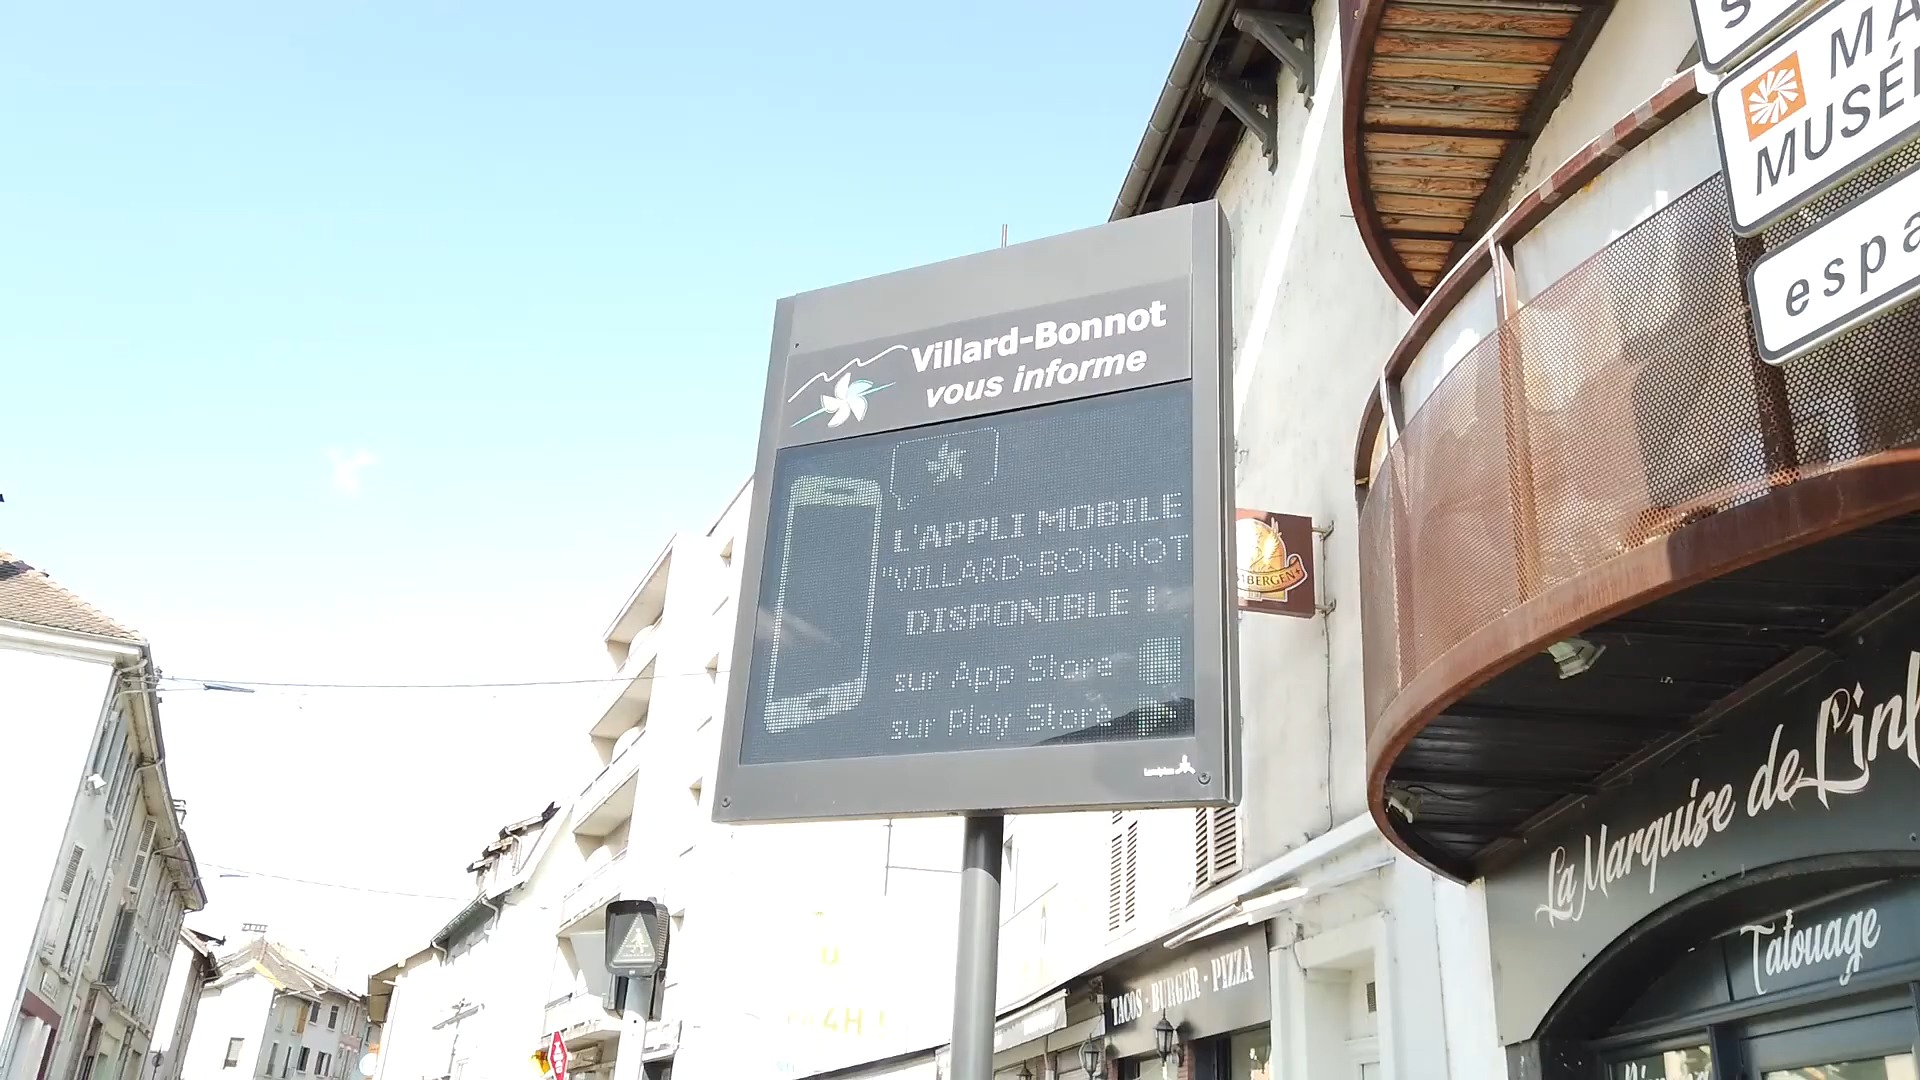 Villard-Bonnot
vous informe
L'APPLI MOBILE
"VILLARD-BONNOT
DISPONIBLE !
sur App Store
sur Play Store
MUSÉ
espa
La Marquise de L'ink
Tatouage
TACOS · BURGER · PIZZA